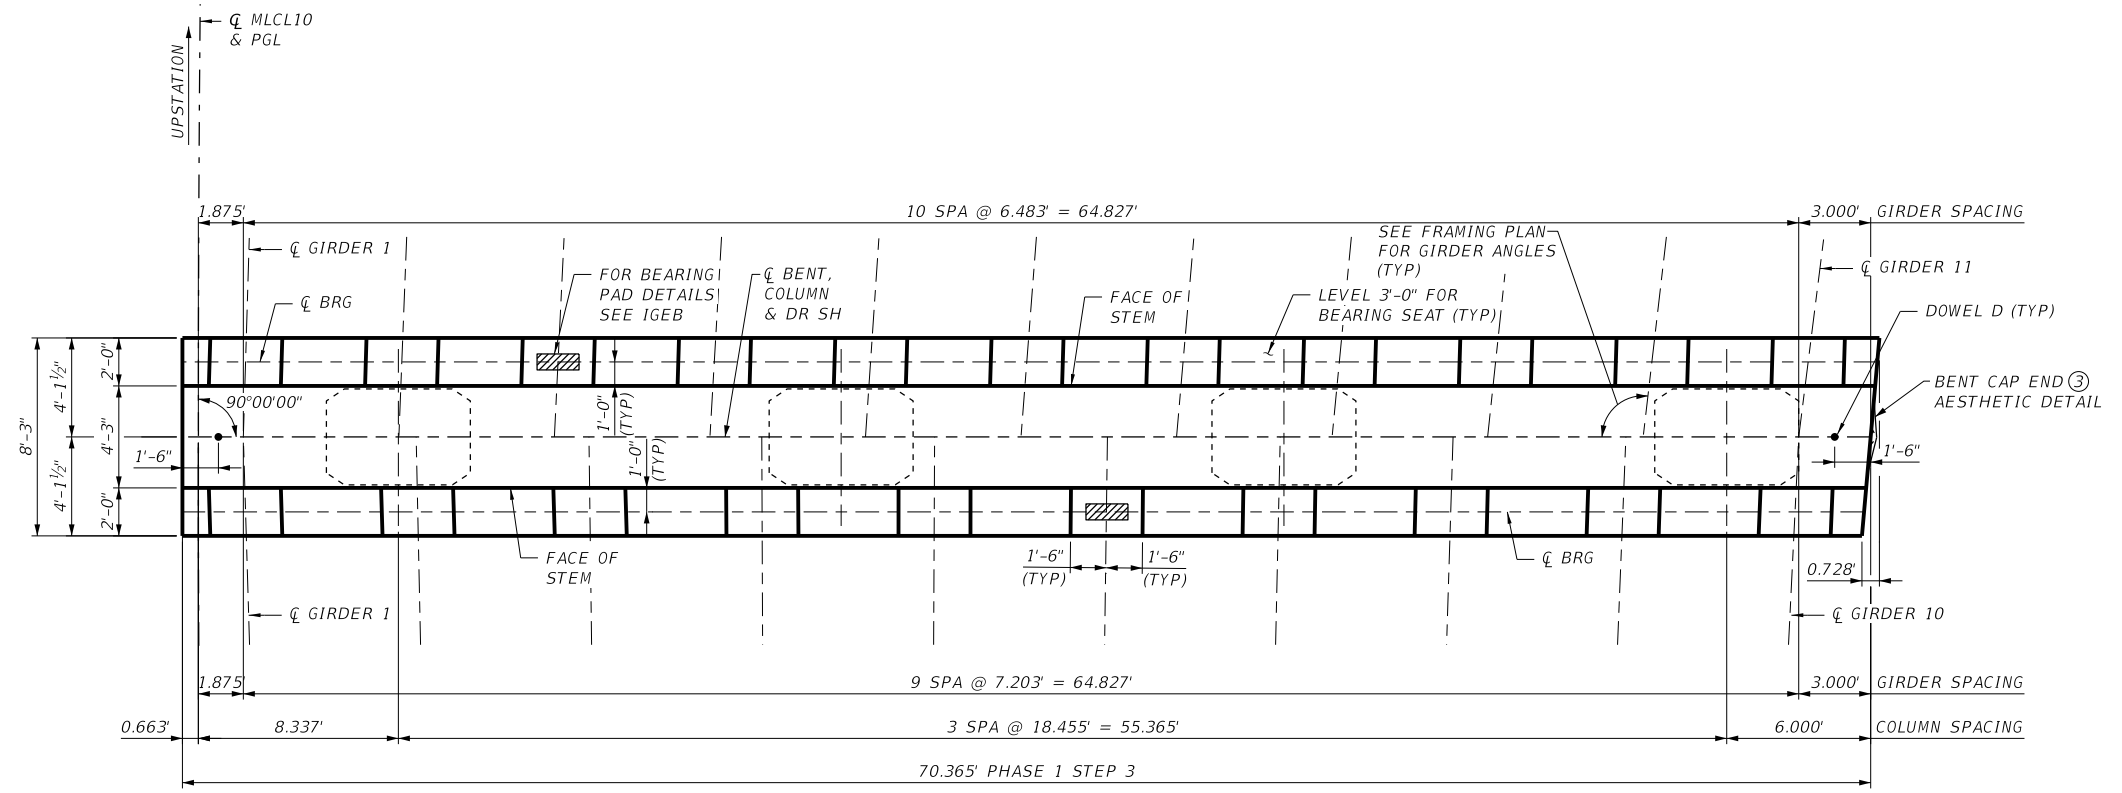 ℄ MLCL10
& PGL
UPSTATION
1.875'
10 SPA @ 6.483' = 64.827'
3.000'
GIRDER SPACING
℄ GIRDER 1
SEE FRAMING PLAN
FOR GIRDER ANGLES
(TYP)
℄ GIRDER 11
FOR BEARING
PAD DETAILS
SEE IGEB
℄ BENT,
COLUMN
& DR SH
℄ BRG
FACE OF
STEM
LEVEL 3'-0" FOR
BEARING SEAT (TYP)
DOWEL D (TYP)
BENT CAP END ③
AESTHETIC DETAIL
8'-3"
4'-1½"
4'-1½"
2'-0"
4'-3"
2'-0"
90°00'00"
1'-6"
1'-0"
(TYP)
1'-0"
(TYP)
1'-6"
FACE OF
STEM
1'-6"
(TYP)
1'-6"
(TYP)
℄ BRG
0.728'
℄ GIRDER 1
℄ GIRDER 10
1.875'
9 SPA @ 7.203' = 64.827'
3.000'
GIRDER SPACING
0.663'
8.337'
3 SPA @ 18.455' = 55.365'
6.000'
COLUMN SPACING
70.365' PHASE 1 STEP 3